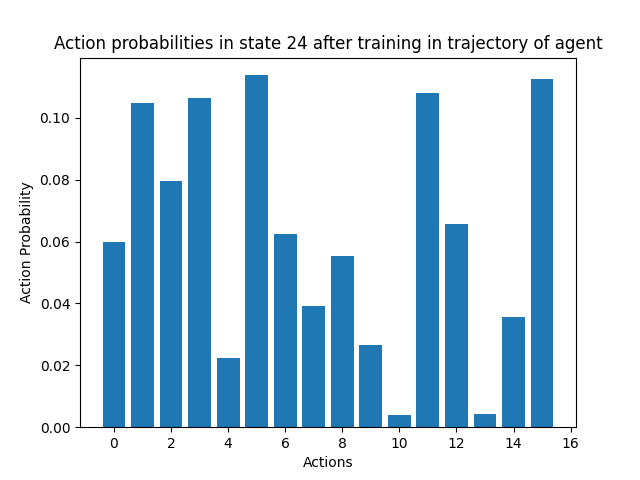 Action probabilities in state 24 after training in trajectory of agent
Action Probability
0.10
0.08
0.06
0.04
0.02
0.00
0 2 4 6 8 10 12 14 16
Actions